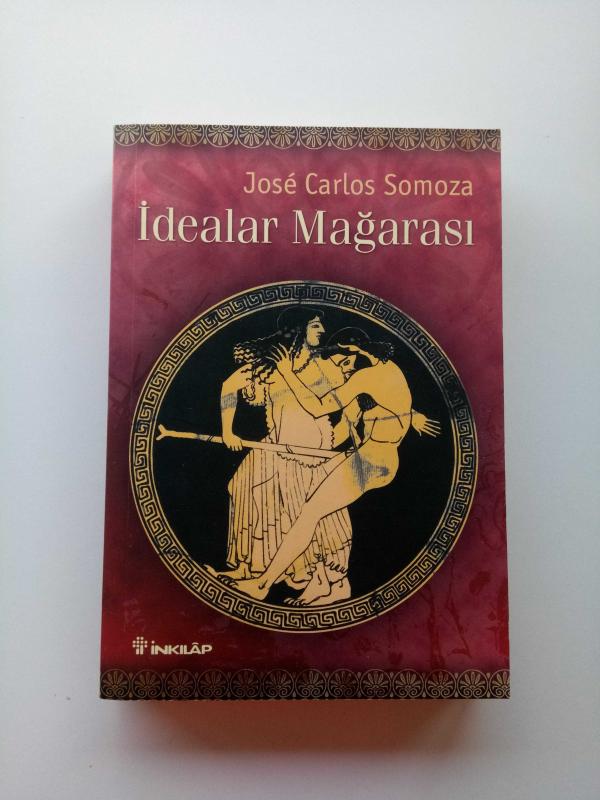 José Carlos Somoza
İdealar Mağarası
İNKILÂP